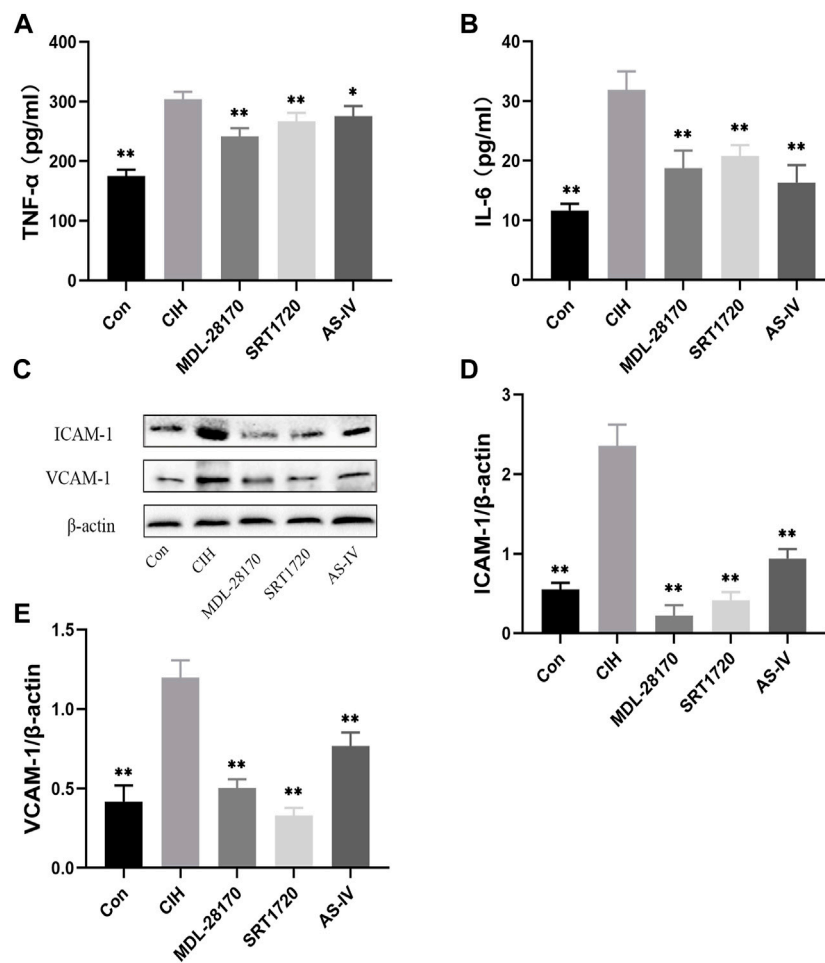 A
TNF-α (pg/ml)
400
300
200
100
0
**
**
**
*
Con
CIH
MDL-28170
SRT1720
AS-IV
B
IL-6 (pg/ml)
40
30
20
10
0
**
**
**
**
Con
CIH
MDL-28170
SRT1720
AS-IV
C
ICAM-1
VCAM-1
β-actin
Con
CIH
MDL-28170
SRT1720
AS-IV
D
ICAM-1/β-actin
3
2
1
0
**
**
**
**
Con
CIH
MDL-28170
SRT1720
AS-IV
E
VCAM-1/β-actin
1.5
1.0
0.5
0.0
**
**
**
**
Con
CIH
MDL-28170
SRT1720
AS-IV